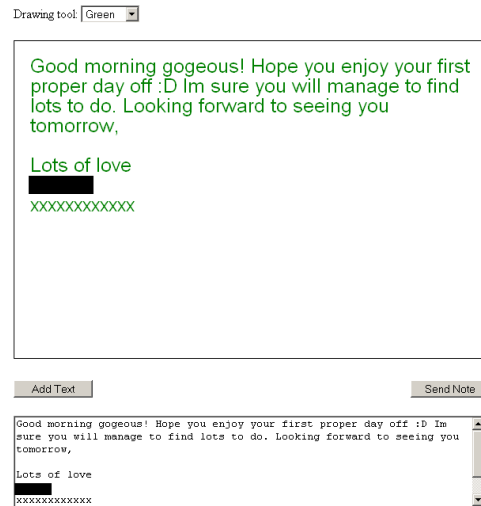 Drawing tool: Green
Good morning gogeous! Hope you enjoy your first
proper day off :D Im sure you will manage to find
lots to do. Looking forward to seeing you
tomorrow,
Lots of love
xxxxxxxxxxxx
Add Text
Send Note
Good morning gogeous! Hope you enjoy your first proper day off :D Im
sure you will manage to find lots to do. Looking forward to seeing you
tomorrow,
Lots of love
xxxxxxxxxxxx